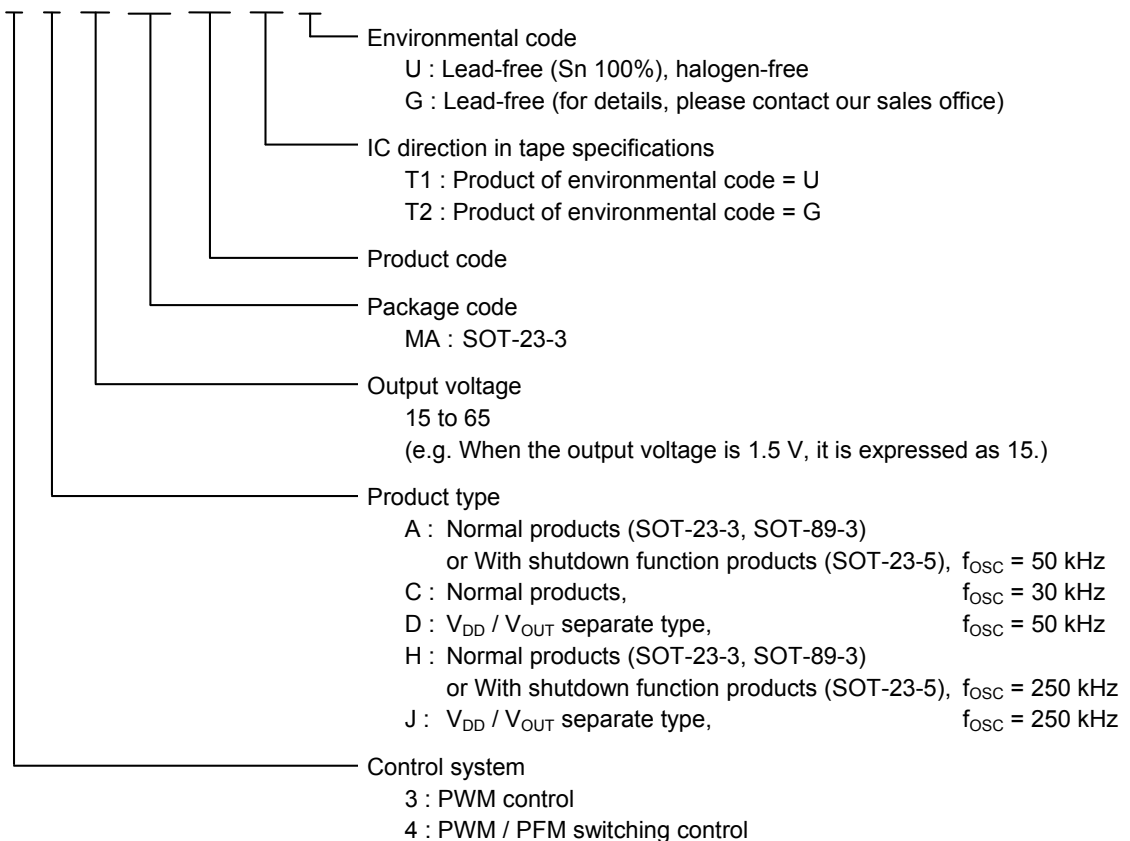 Environmental code
U : Lead-free (Sn 100%), halogen-free
G : Lead-free (for details, please contact our sales office)
IC direction in tape specifications
T1 : Product of environmental code = U
T2 : Product of environmental code = G
Product code
Package code
MA : SOT-23-3
Output voltage
15 to 65
(e.g. When the output voltage is 1.5 V, it is expressed as 15.)
Product type
A : Normal products (SOT-23-3, SOT-89-3)
or With shutdown function products (SOT-23-5), fOSC = 50 kHz
C : Normal products, fOSC = 30 kHz
D : VDD / VOUT separate type, fOSC = 50 kHz
H : Normal products (SOT-23-3, SOT-89-3)
or With shutdown function products (SOT-23-5), fOSC = 250 kHz
J : VDD / VOUT separate type, fOSC = 250 kHz
Control system
3 : PWM control
4 : PWM / PFM switching control